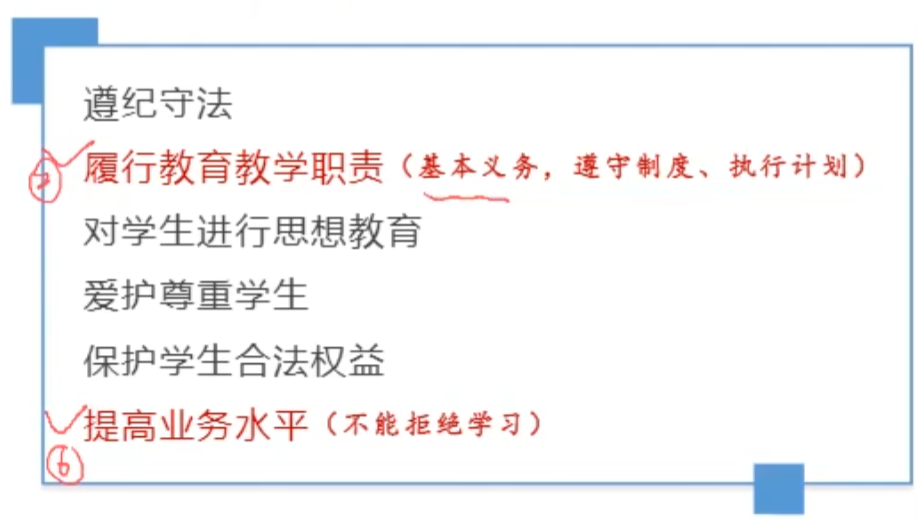 遵纪守法
② 履行教育教学职责（基本义务，遵守制度、执行计划）
对学生进行思想教育
爱护尊重学生
保护学生合法权益
提高业务水平（不能拒绝学习）
⑥